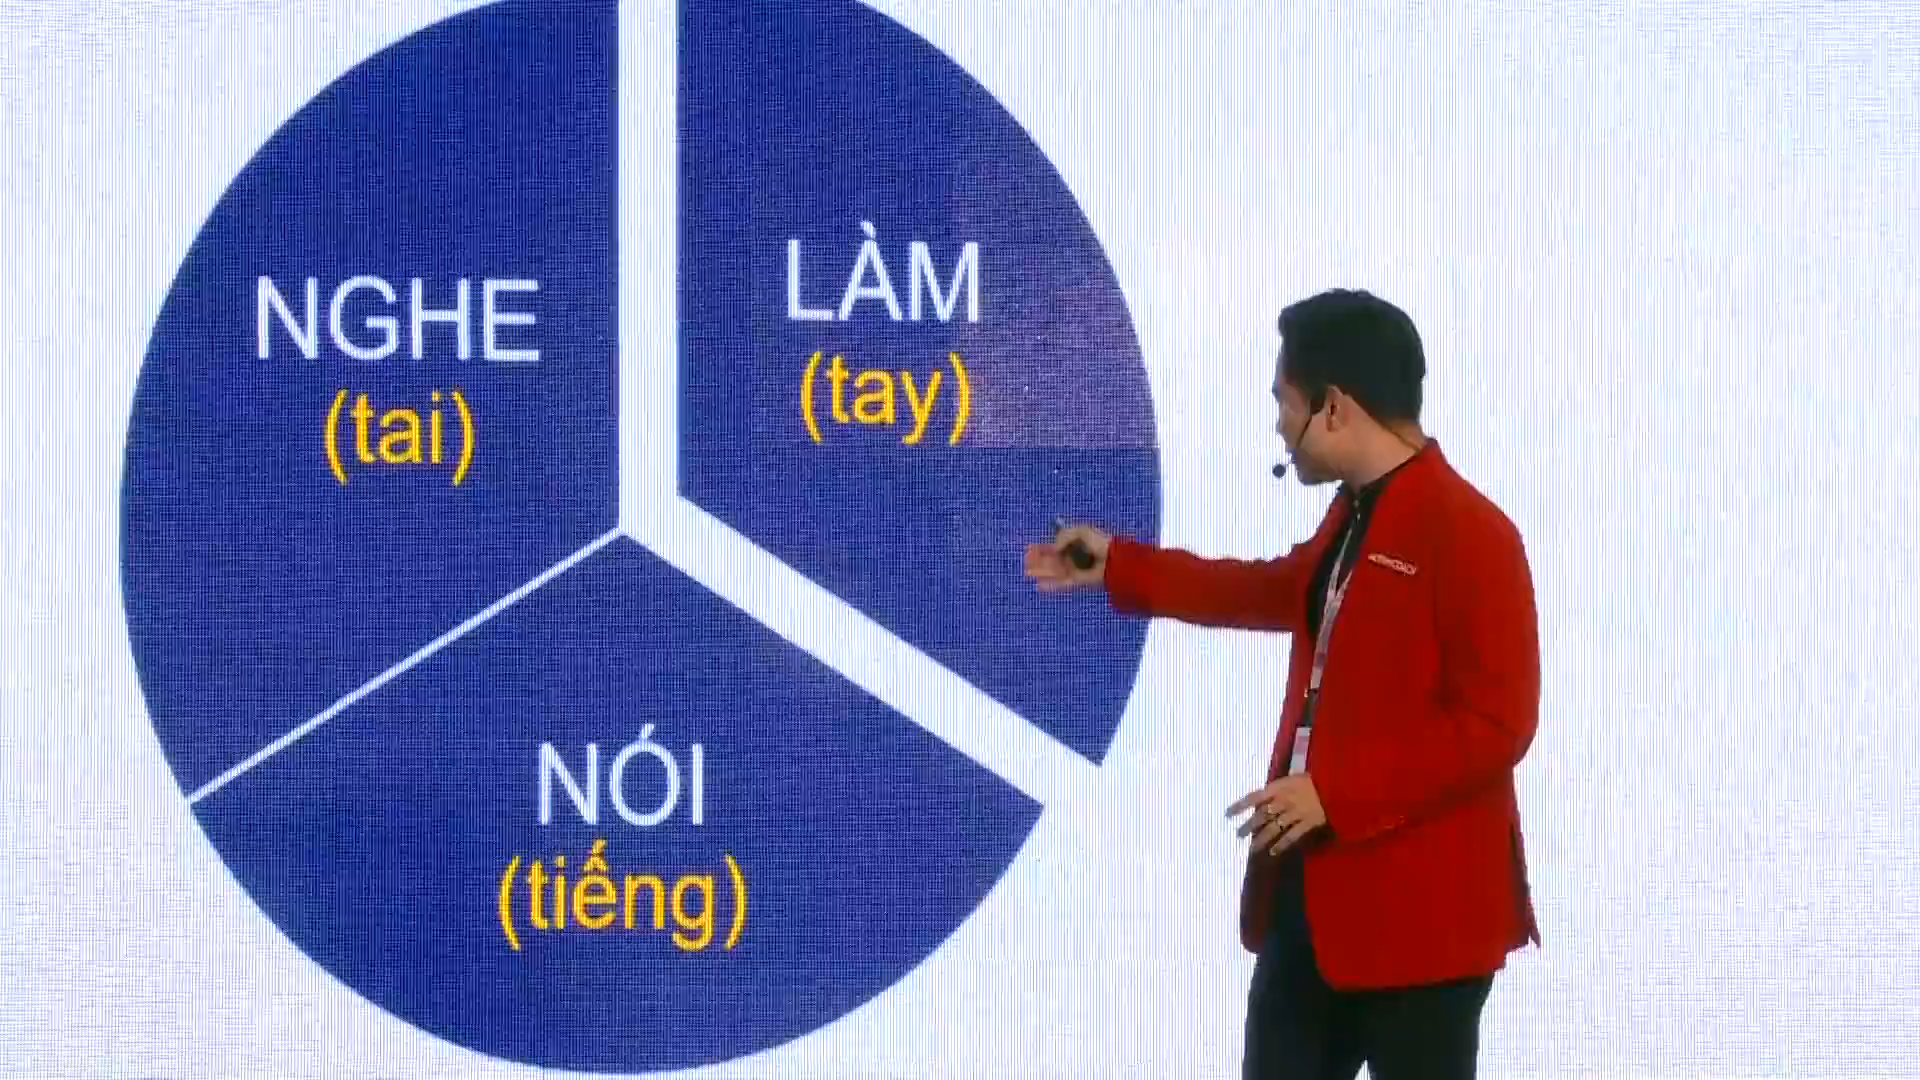 NGHE
(tai)
LÀM
(tay)
NÓI
(tiếng)